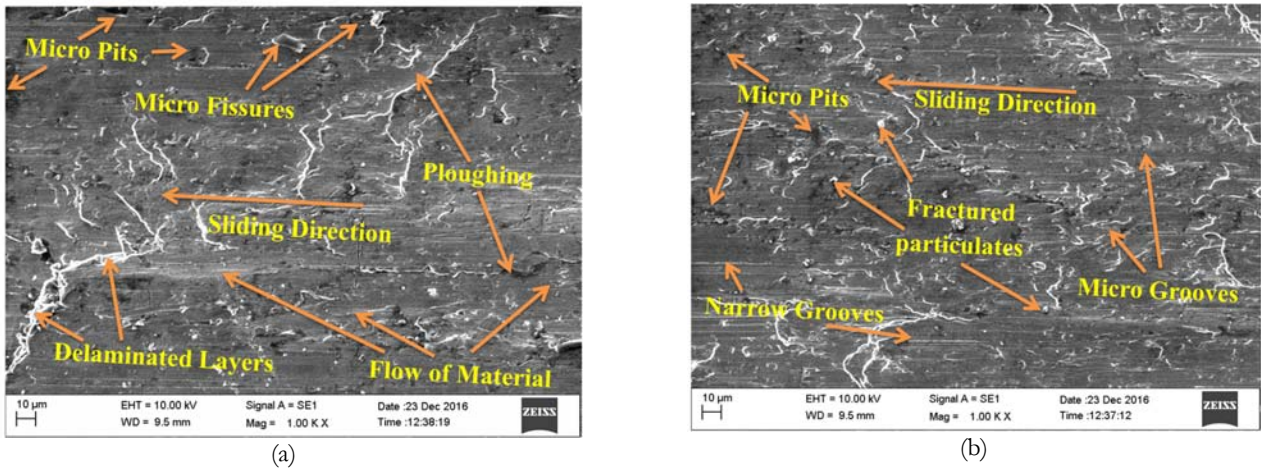 Micro Pits
Micro Fissures
Ploughing
Sliding Direction
Delaminated Layers
Flow of Material
10 µm
EHT = 10.00 kV
WD = 9.5 mm
Signal A = SE1
Mag = 1.00 K X
Date :23 Dec 2016
Time :12:38:19
ZEISS
(a)
Micro Pits
Sliding Direction
Fractured
particulates
Micro Grooves
Narrow Grooves
10 µm
EHT = 10.00 kV
WD = 9.5 mm
Signal A = SE1
Mag = 1.00 K X
Date :23 Dec 2016
Time :12:37:12
ZEISS
(b)